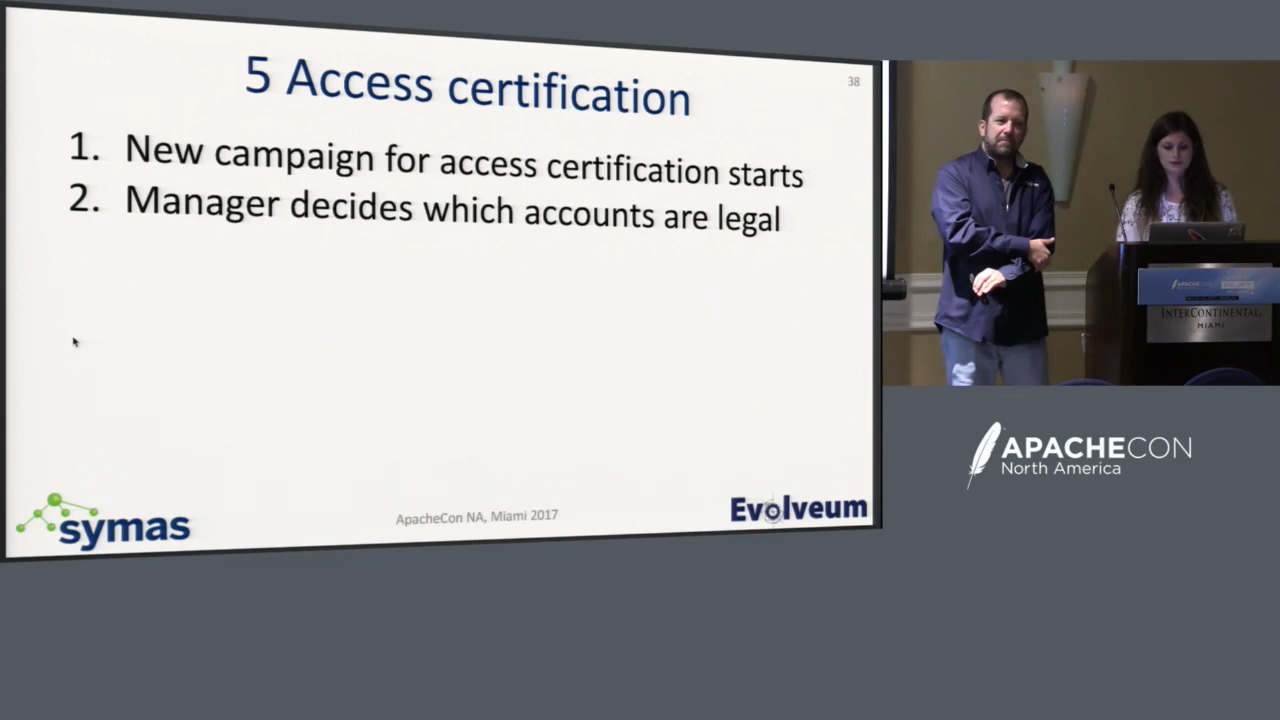 5 Access certification
38
1. New campaign for access certification starts
2. Manager decides which accounts are legal
symas
ApacheCon NA, Miami 2017
Evolveum
INTERCONTINENTAL
MIAMI
APACHECON
North America